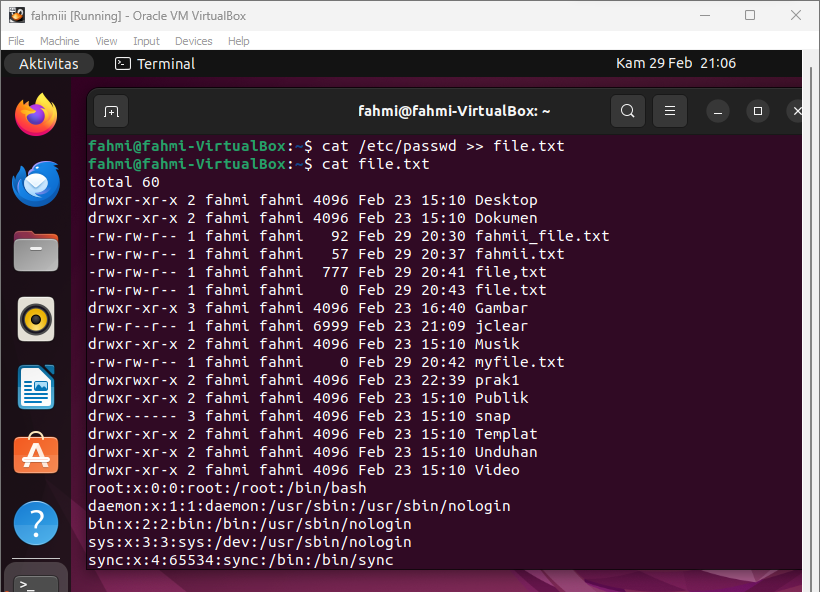 fahmiii [Running] - Oracle VM VirtualBox
File Machine View Input Devices Help
Aktivitas Terminal Kam 29 Feb 21:06
fahmi@fahmi-VirtualBox: ~
fahmi@fahmi-VirtualBox:~$ cat /etc/passwd >> file.txt
fahmi@fahmi-VirtualBox:~$ cat file.txt
total 60
drwxr-xr-x 2 fahmi fahmi 4096 Feb 23 15:10 Desktop
drwxr-xr-x 2 fahmi fahmi 4096 Feb 23 15:10 Dokumen
-rw-rw-r-- 1 fahmi fahmi   92 Feb 29 20:30 fahmii_file.txt
-rw-rw-r-- 1 fahmi fahmi   57 Feb 29 20:37 fahmii.txt
-rw-rw-r-- 1 fahmi fahmi  777 Feb 29 20:41 file,txt
-rw-rw-r-- 1 fahmi fahmi    0 Feb 29 20:43 file.txt
drwxr-xr-x 3 fahmi fahmi 4096 Feb 23 16:40 Gambar
-rw-r--r-- 1 fahmi fahmi 6999 Feb 23 21:09 jclear
drwxr-xr-x 2 fahmi fahmi 4096 Feb 23 15:10 Musik
-rw-rw-r-- 1 fahmi fahmi    0 Feb 29 20:42 myfile.txt
drwxrwxr-x 2 fahmi fahmi 4096 Feb 23 22:39 prak1
drwxr-xr-x 2 fahmi fahmi 4096 Feb 23 15:10 Publik
drwx------ 3 fahmi fahmi 4096 Feb 23 15:10 snap
drwxr-xr-x 2 fahmi fahmi 4096 Feb 23 15:10 Templat
drwxr-xr-x 2 fahmi fahmi 4096 Feb 23 15:10 Unduhan
drwxr-xr-x 2 fahmi fahmi 4096 Feb 23 15:10 Video
root:x:0:0:root:/root:/bin/bash
daemon:x:1:1:daemon:/usr/sbin:/usr/sbin/nologin
bin:x:2:2:bin:/bin:/usr/sbin/nologin
sys:x:3:3:sys:/dev:/usr/sbin/nologin
sync:x:4:65534:sync:/bin:/bin/sync